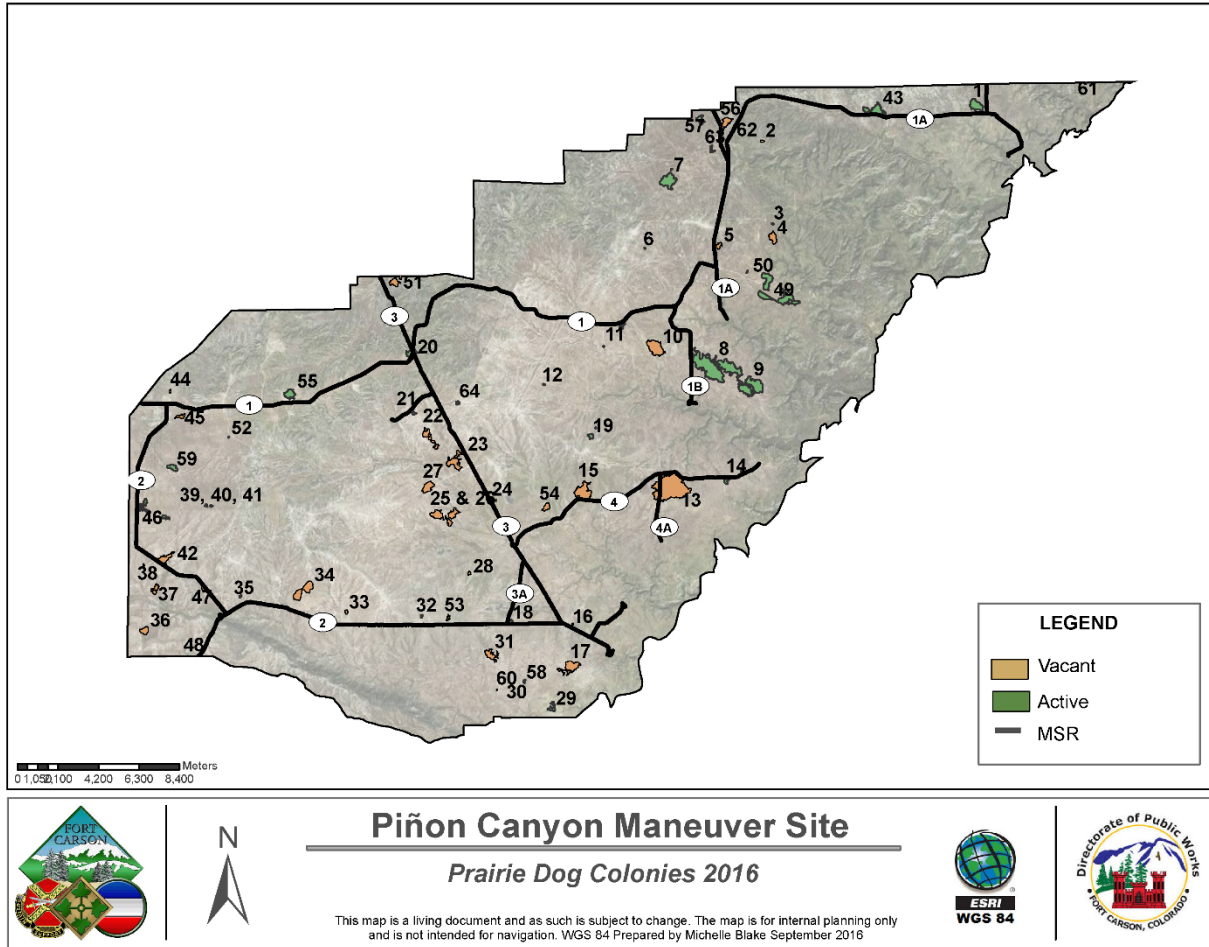 61
43
1
56
57
62
1A
63
2
7
3
4
5
6
50
51
1A
49
3
1
11
10
20
8
9
12
1B
44
55
64
1
21
45
22
19
52
23
59
15
14
27
2
24
54
13
39, 40, 41
25 & 26
4
46
3
4A
42
38
28
34
37
47
35
3A
33
32
53
18
16
36
2
48
31
17
58
60
30
29
LEGEND
Vacant
Active
MSR
Meters
0 1,050 2,100 4,200 6,300 8,400
FORT
CARSON
N
Piñon Canyon Maneuver Site
Prairie Dog Colonies 2016
This map is a living document and as such is subject to change. The map is for internal planning only
and is not intended for navigation. WGS 84 Prepared by Michelle Blake September 2016
ESRI
WGS 84
Directorate of Public Works
FORT CARSON, COLORADO